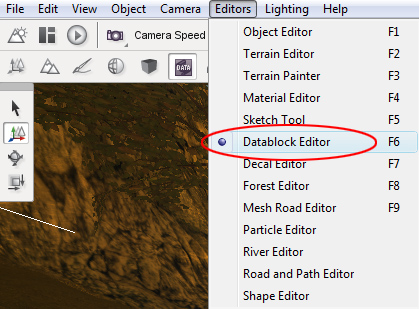 File Edit View Object Camera Editors Lighting Help
Camera Speed
DATA
Object Editor F1
Terrain Editor F2
Terrain Painter F3
Material Editor F4
Sketch Tool F5
Datablock Editor F6
Decal Editor F7
Forest Editor F8
Mesh Road Editor F9
Particle Editor
River Editor
Road and Path Editor
Shape Editor